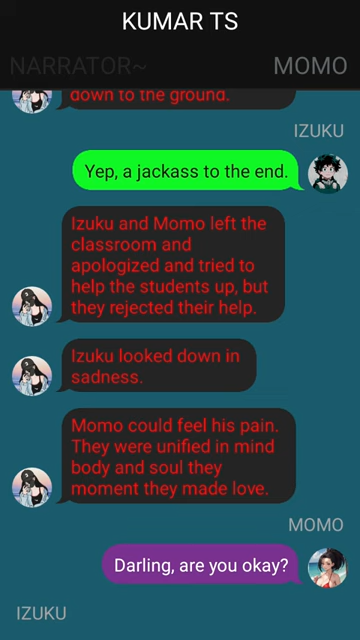 KUMAR TS
NARRATOR~
MOMO
down to the ground.
IZUKU
Yep, a jackass to the end.
Izuku and Momo left the
classroom and
apologized and tried to
help the students up, but
they rejected their help.
Izuku looked down in
sadness.
Momo could feel his pain.
They were unified in mind
body and soul they
moment they made love.
MOMO
Darling, are you okay?
IZUKU